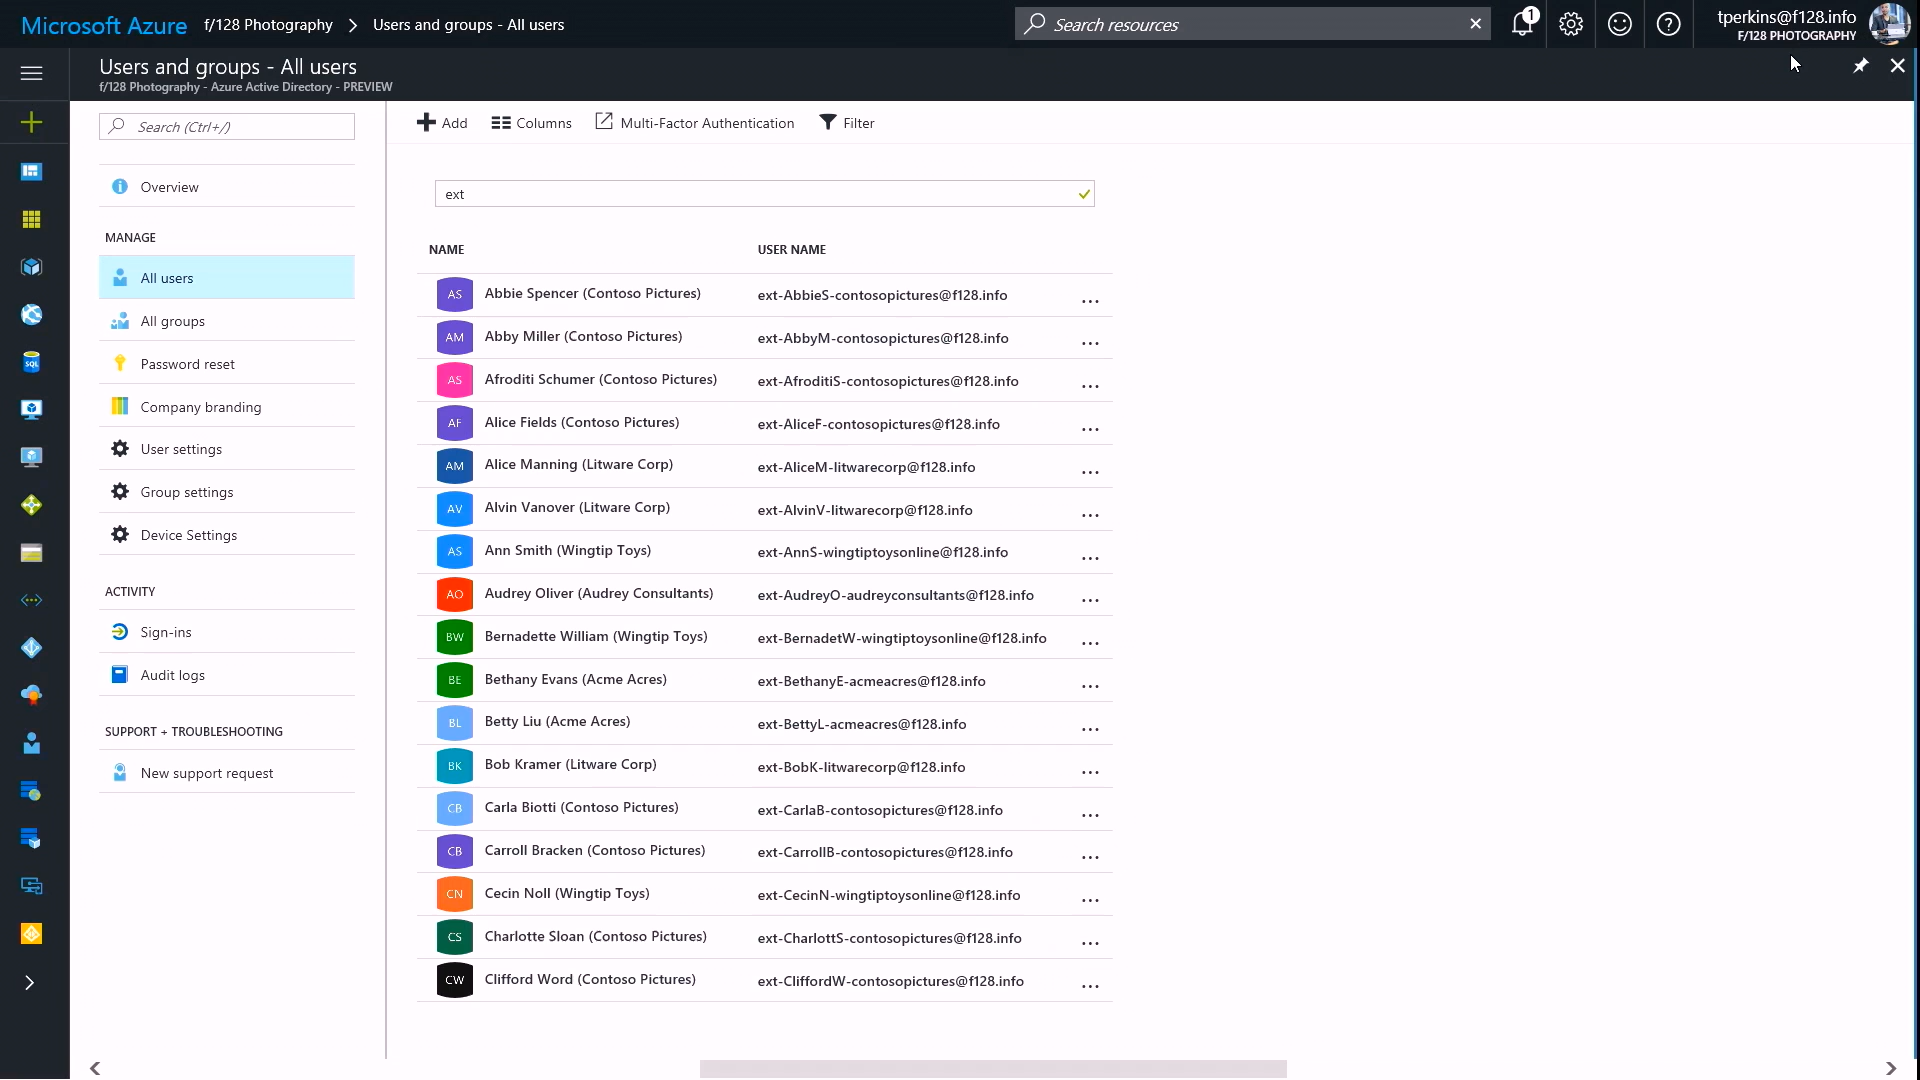 Microsoft Azure f/128 Photography > Users and groups - All users
Search resources
1
tperkins@f128.info
F/128 PHOTOGRAPHY
Users and groups - All users
f/128 Photography - Azure Active Directory - PREVIEW
Search (Ctrl+/)
Overview
MANAGE
All users
All groups
Password reset
Company branding
User settings
Group settings
Device Settings
ACTIVITY
Sign-ins
Audit logs
SUPPORT + TROUBLESHOOTING
New support request
Add Columns Multi-Factor Authentication Filter
ext
NAME USER NAME
AS Abbie Spencer (Contoso Pictures) ext-AbbieS-contosopictures@f128.info ...
AM Abby Miller (Contoso Pictures) ext-AbbyM-contosopictures@f128.info ...
AS Afroditi Schumer (Contoso Pictures) ext-AfroditiS-contosopictures@f128.info ...
AF Alice Fields (Contoso Pictures) ext-AliceF-contosopictures@f128.info ...
AM Alice Manning (Litware Corp) ext-AliceM-litwarecorp@f128.info ...
AV Alvin Vanover (Litware Corp) ext-AlvinV-litwarecorp@f128.info ...
AS Ann Smith (Wingtip Toys) ext-AnnS-wingtiptoysonline@f128.info ...
AO Audrey Oliver (Audrey Consultants) ext-AudreyO-audreyconsultants@f128.info ...
BW Bernadette William (Wingtip Toys) ext-BernadetW-wingtiptoysonline@f128.info ...
BE Bethany Evans (Acme Acres) ext-BethanyE-acmeacres@f128.info ...
BL Betty Liu (Acme Acres) ext-BettyL-acmeacres@f128.info ...
BK Bob Kramer (Litware Corp) ext-BobK-litwarecorp@f128.info ...
CB Carla Biotti (Contoso Pictures) ext-CarlaB-contosopictures@f128.info ...
CB Carroll Bracken (Contoso Pictures) ext-CarrollB-contosopictures@f128.info ...
CN Cecin Noll (Wingtip Toys) ext-CecinN-wingtiptoysonline@f128.info ...
CS Charlotte Sloan (Contoso Pictures) ext-CharlottS-contosopictures@f128.info ...
CW Clifford Word (Contoso Pictures) ext-CliffordW-contosopictures@f128.info ...